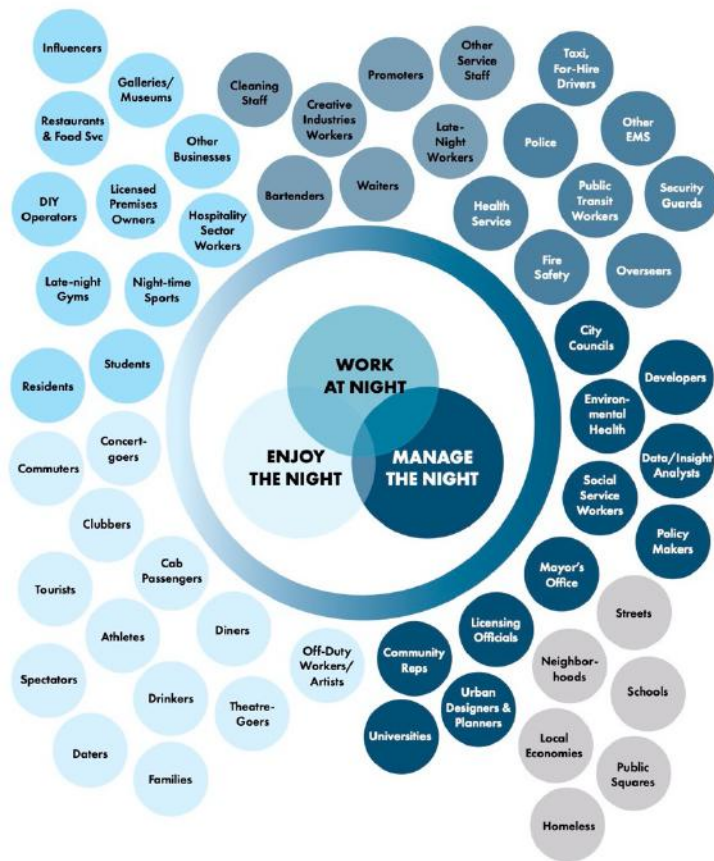 Influencers
Galleries/
Museums
Restaurants
& Food Svc
Other
Businesses
DIY
Operators
Licensed
Premises
Owners
Hospitality
Sector
Workers
Late-night
Gyms
Night-time
Sports
Students
Residents
Cleaning
Staff
Creative
Industries
Workers
Promoters
Other
Service
Staff
Late-
Night
Workers
Bartenders
Waiters
Taxi,
For-Hire
Drivers
Police
Other
EMS
Health
Service
Public
Transit
Workers
Security
Guards
Fire
Safety
Overseers
WORK
AT NIGHT
ENJOY
THE NIGHT
MANAGE
THE NIGHT
City
Councils
Developers
Environ-
mental
Health
Data/Insight
Analysts
Social
Service
Workers
Policy
Makers
Mayor's
Office
Licensing
Officials
Community
Reps
Urban
Designers &
Planners
Universities
Streets
Neighbor-
hoods
Schools
Local
Economies
Public
Squares
Homeless
Commuters
Concert-
goers
Clubbers
Cab
Passengers
Tourists
Athletes
Diners
Off-Duty
Workers/
Artists
Spectators
Drinkers
Theatre-
Goers
Daters
Families